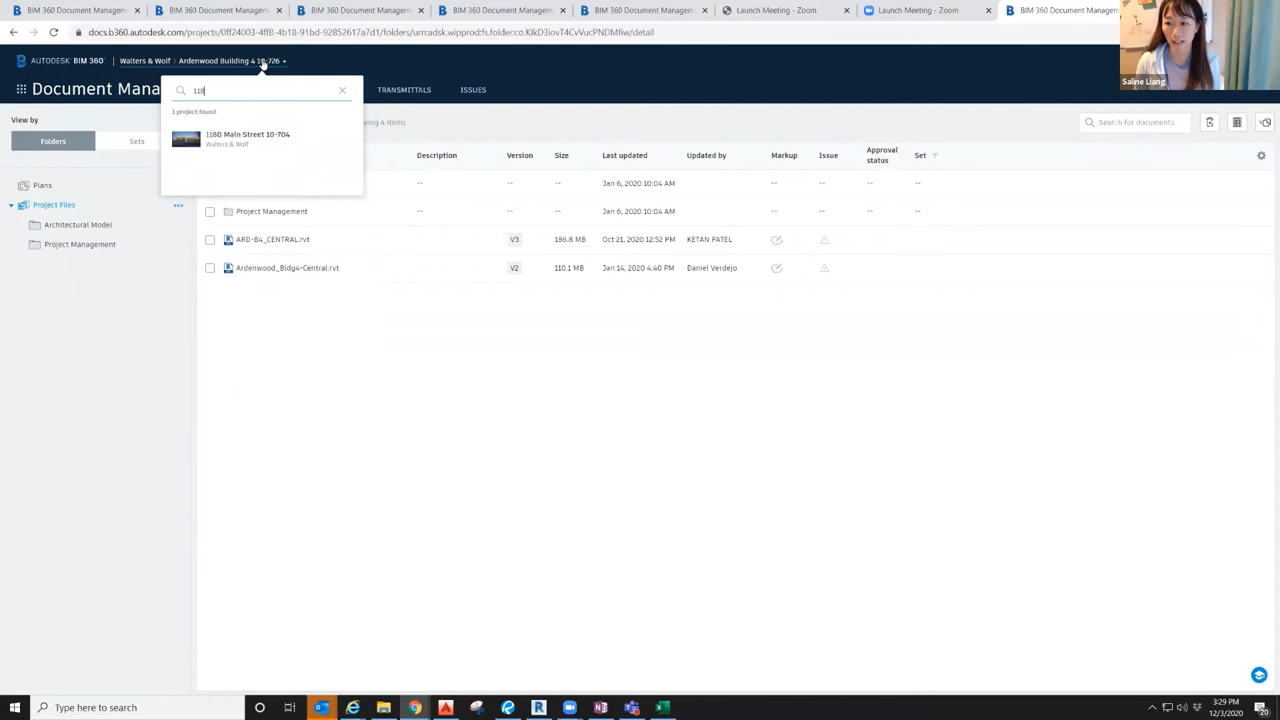 BIM 360 Document Managem
BIM 360 Document Managem
BIM 360 Document Managem
BIM 360 Document Managem
BIM 360 Document Managem
Launch Meeting - Zoom
Launch Meeting - Zoom
BIM 360 Document Managem
docs.b360.autodesk.com/projects/0ff24003-4ff8-4b18-91bd-92852617a7d1/folders/urn:adsk.wipprod:fs.folder:co.KIkD3iovT4CvVucPNDMfiw/detail
AUTODESK BIM 360°
Walters & Wolf
Ardenwood Building 4 10-726
Saline Liang
Document Mana
118
TRANSMITTALS
ISSUES
1 project found
View by
ing 4 items
Search for documents
Folders
Sets
1180 Main Street 10-704
Walters & Wolf
Description
Version
Size
Last updated
Updated by
Markup
Issue
Approval status
Set
Plans
--
--
--
Jan 6, 2020 10:04 AM
--
--
--
--
Project Files
Project Management
--
--
--
Jan 6, 2020 10:04 AM
--
--
--
--
Architectural Model
Project Management
ARD-B4_CENTRAL.rvt
V3
186.8 MB
Oct 21, 2020 12:52 PM
KETAN PATEL
Ardenwood_Bldg4-Central.rvt
V2
110.1 MB
Jan 14, 2020 4:40 PM
Daniel Verdejo
Type here to search
3:29 PM
12/3/2020
20